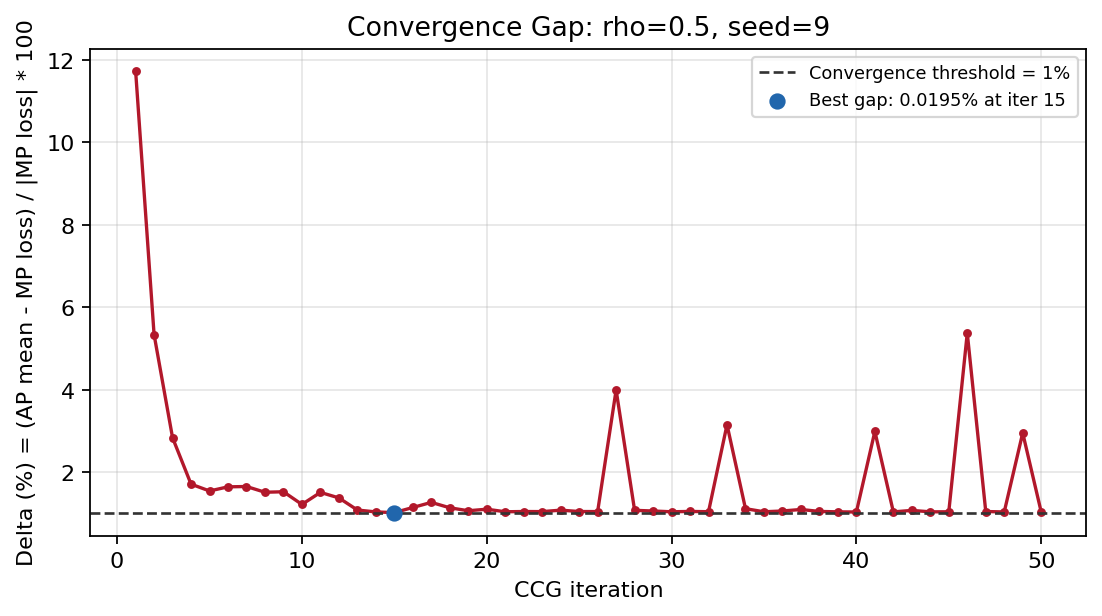 Convergence Gap: rho=0.5, seed=9
Delta (%) = (AP mean - MP loss) / |MP loss| * 100
12
10
8
6
4
2
Convergence threshold = 1%
Best gap: 0.0195% at iter 15
0 10 20 30 40 50
CCG iteration